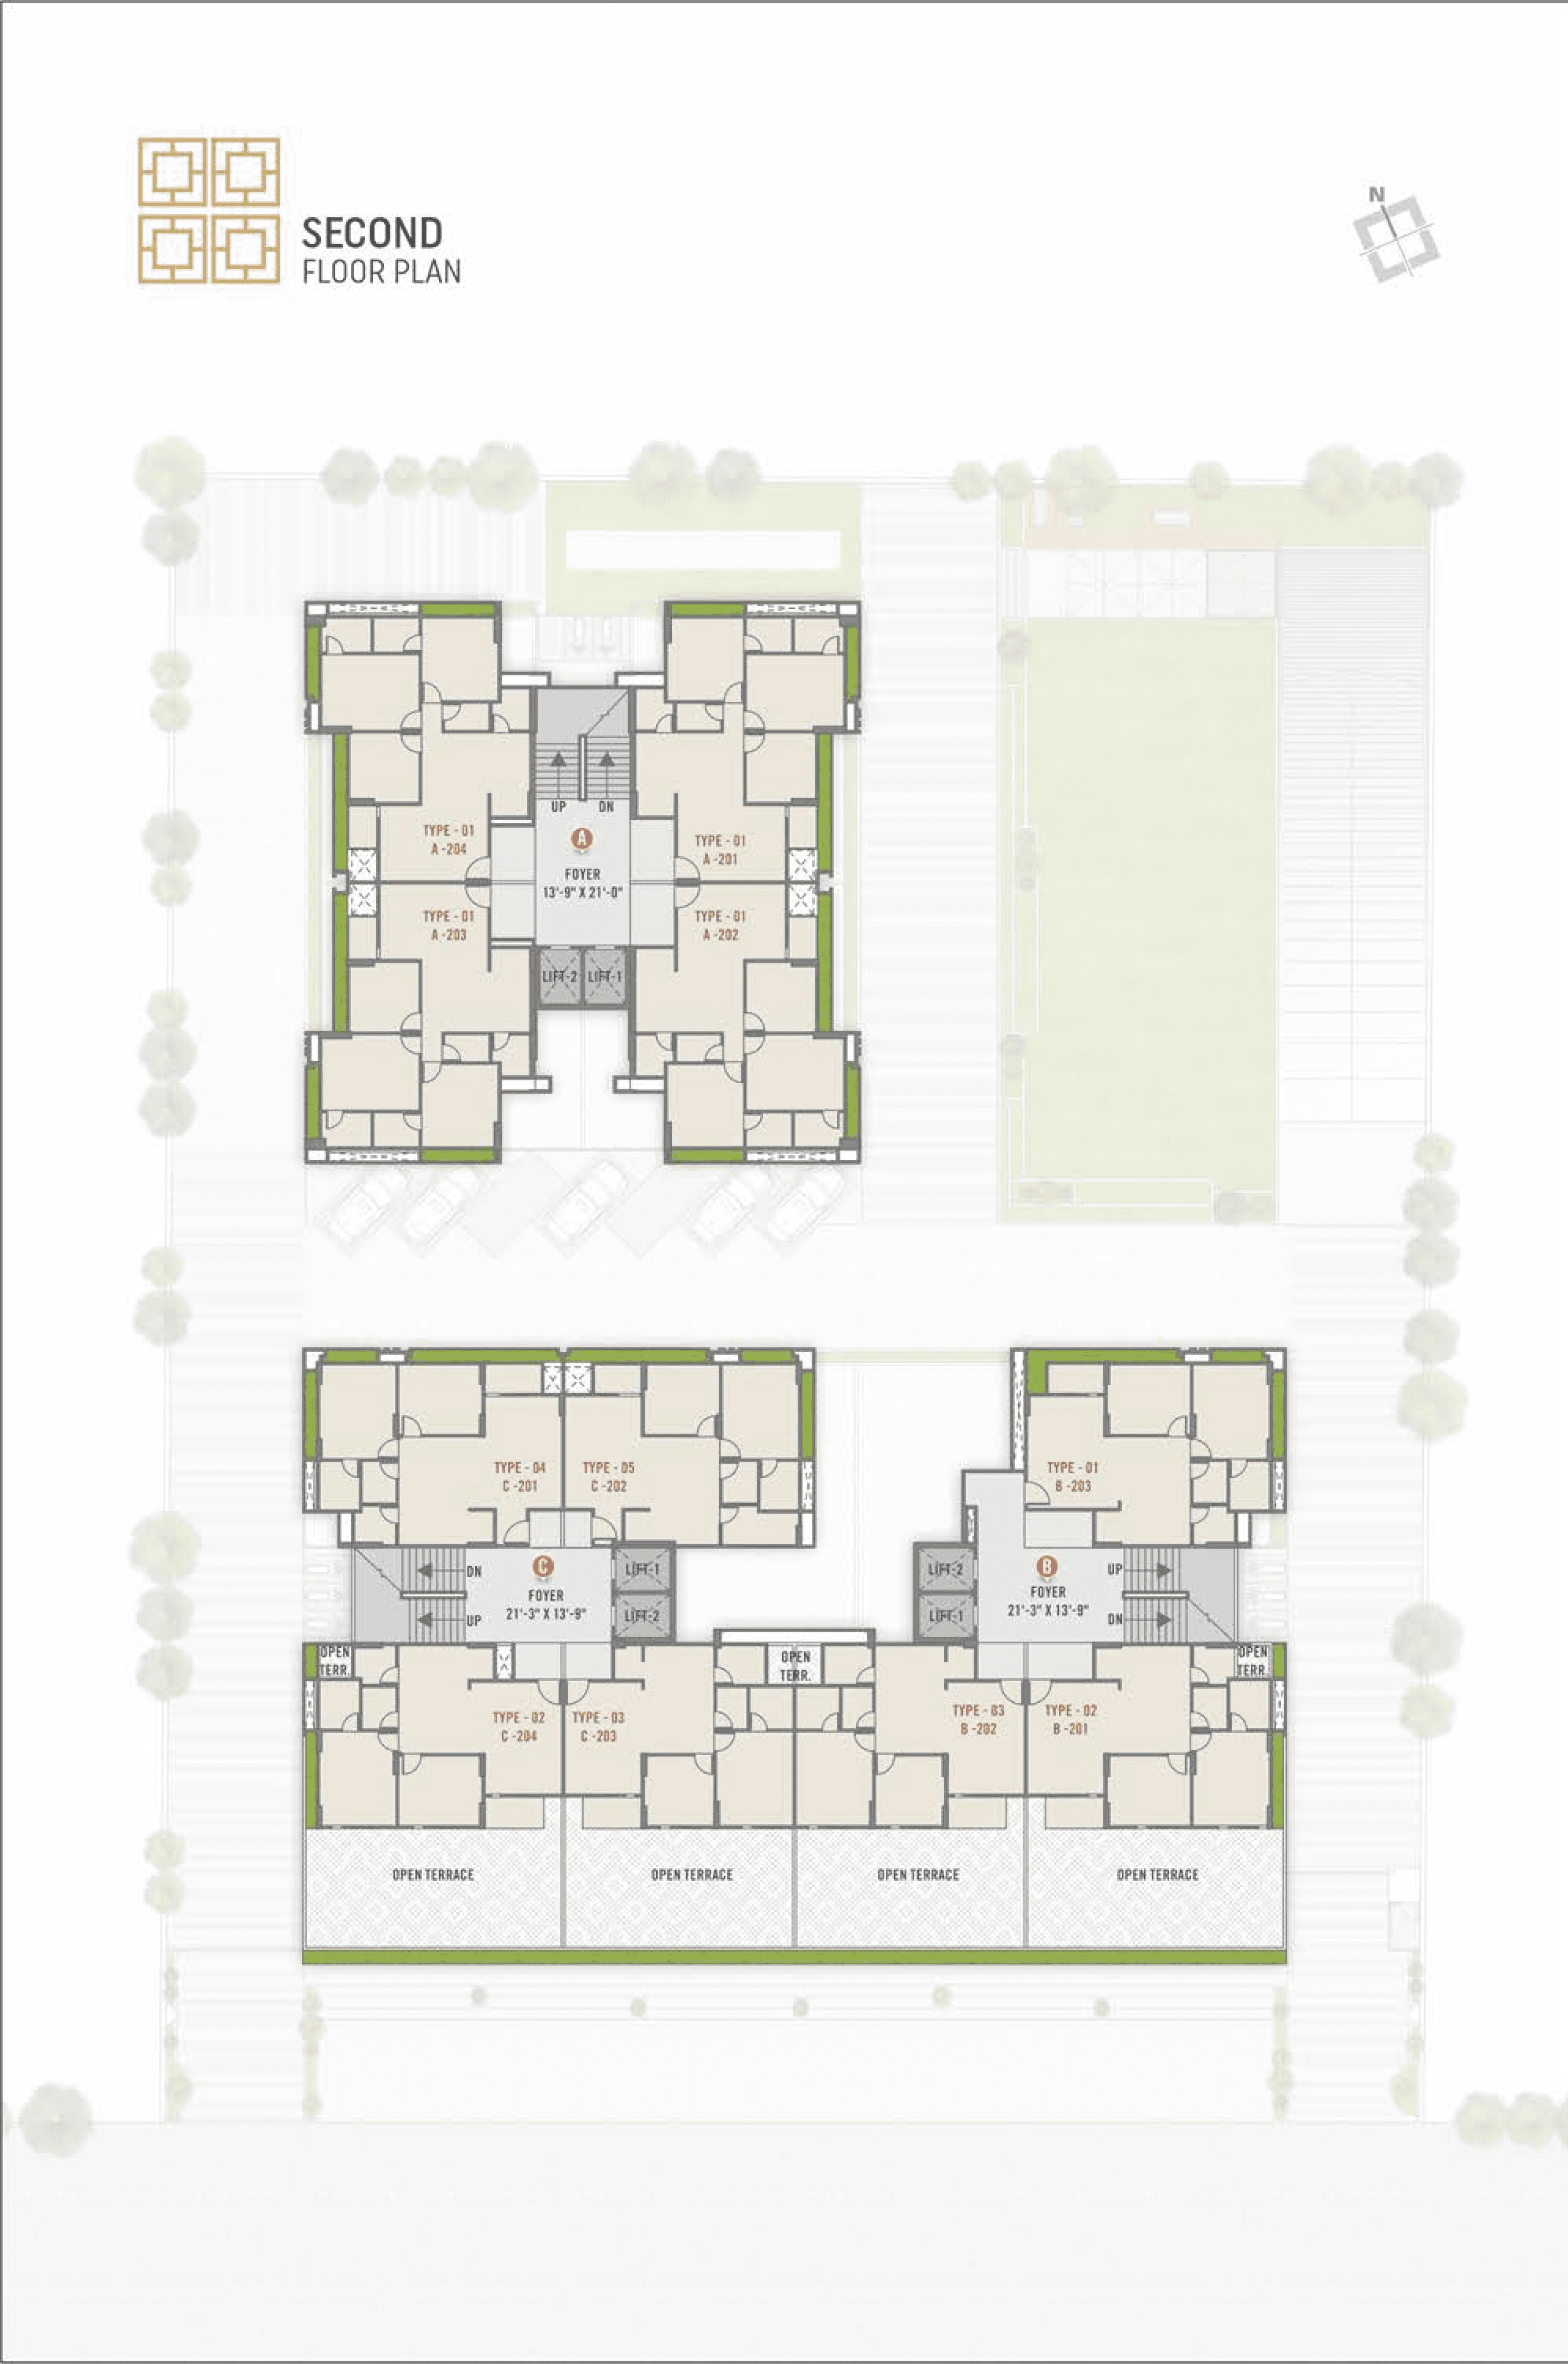 N
SECOND
FLOOR PLAN
UP
DN
TYPE - 01
A -204
A
TYPE - 01
A -201
FOYER
13'-9" X 21'-0"
TYPE - 01
A -203
TYPE - 01
A -202
LIFT-2
LIFT-1
TYPE - 04
C -201
TYPE - 05
C -202
TYPE - 01
B -203
DN
C
LIFT-1
FOYER
21'-3" X 13'-9"
UP
LIFT-2
LIFT-2
B
UP
FOYER
21'-3" X 13'-9"
LIFT-1
DN
OPEN
TERR.
OPEN
TERR.
OPEN
TERR.
TYPE - 02
C -204
TYPE - 03
C -203
TYPE - 03
B -202
TYPE - 02
B -201
OPEN TERRACE
OPEN TERRACE
OPEN TERRACE
OPEN TERRACE